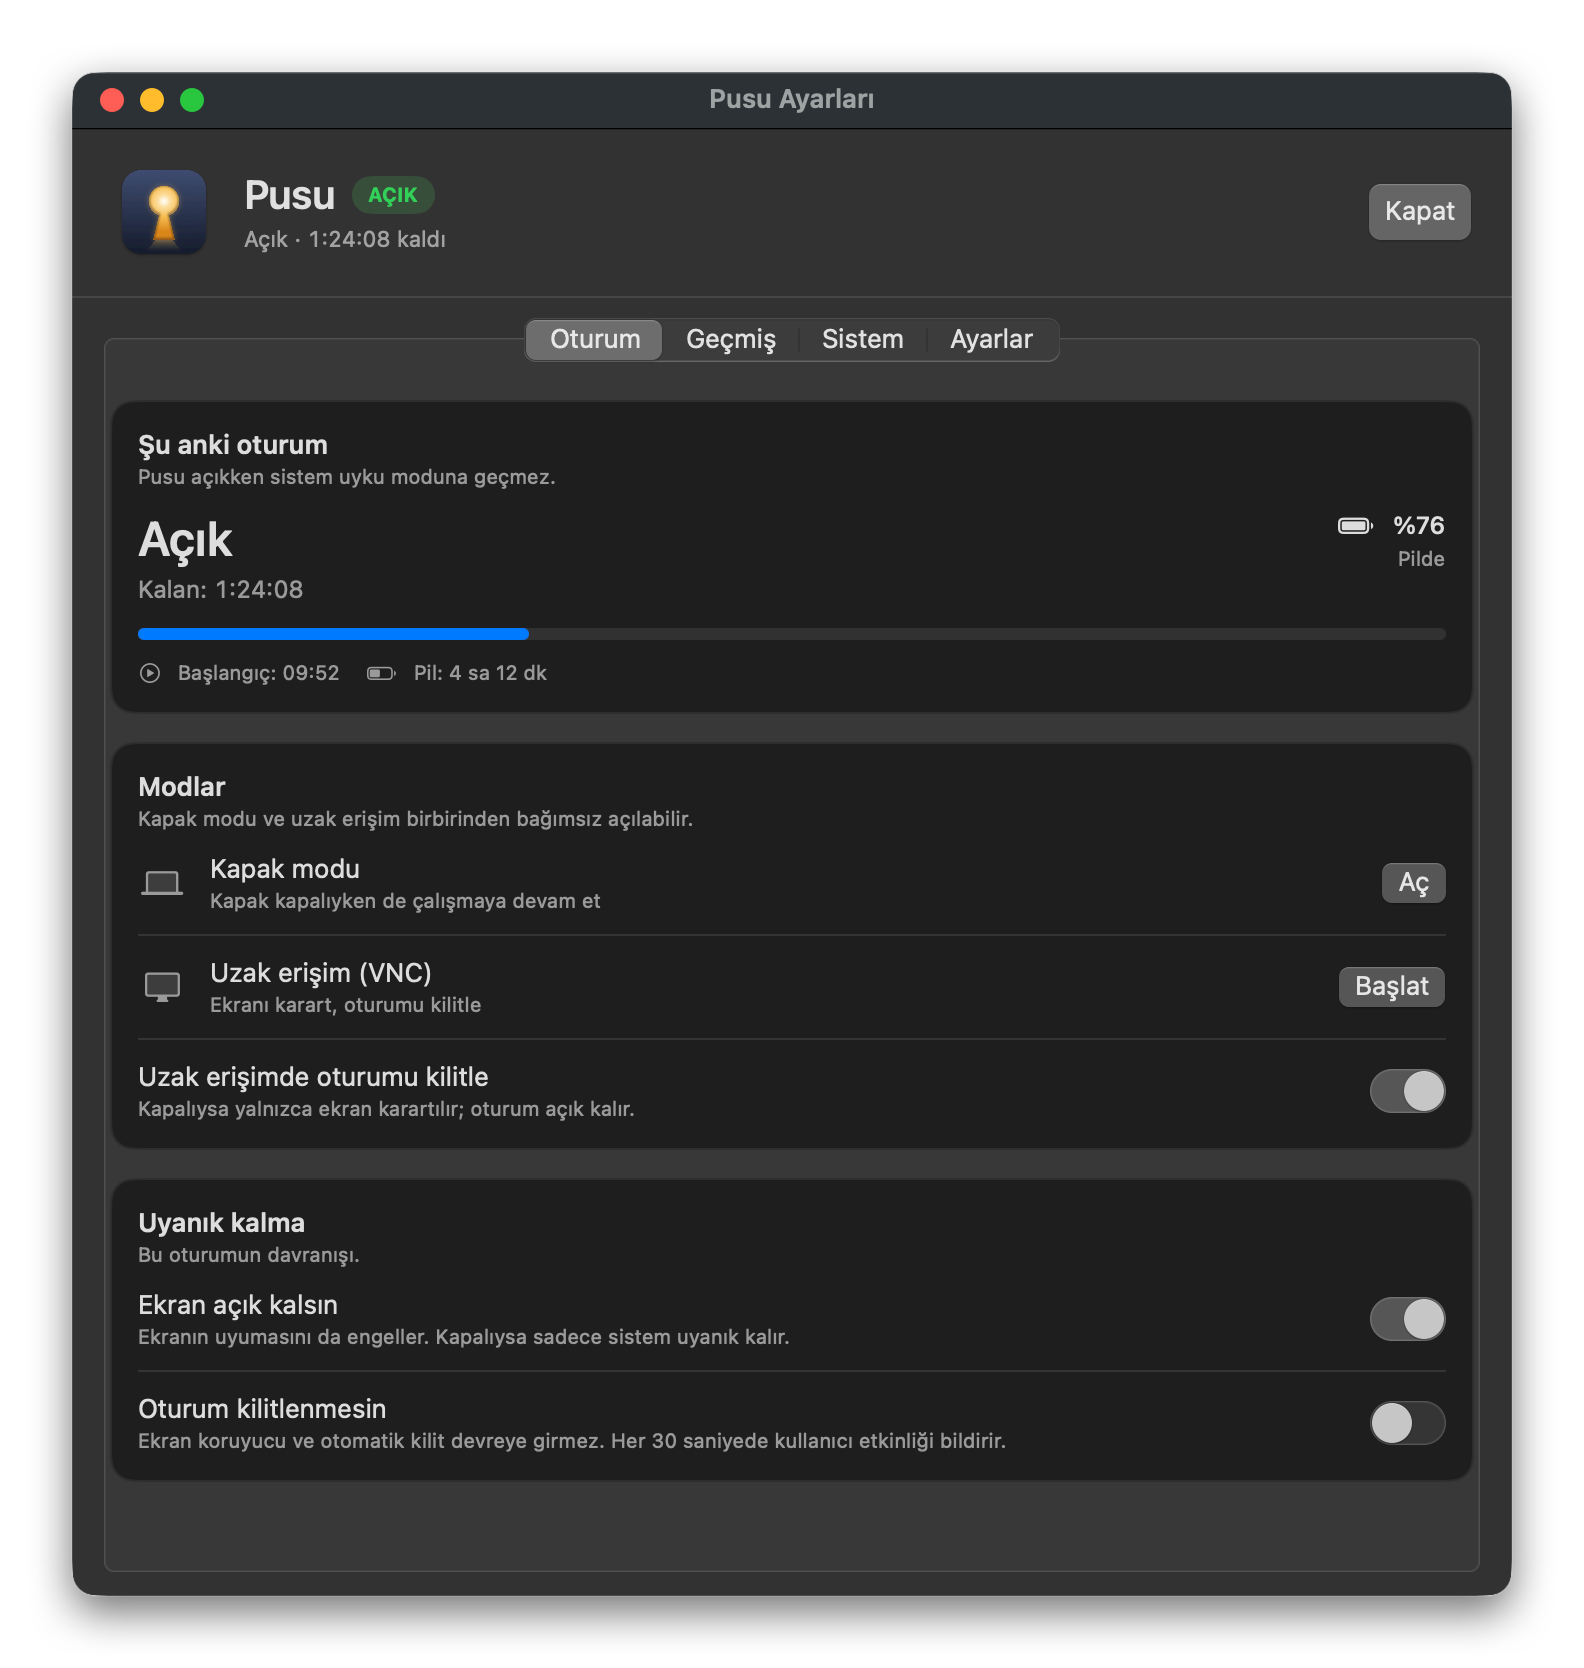 Pusu Ayarları
Pusu AÇIK
Açık · 1:24:08 kaldı
Kapat
Oturum Geçmiş Sistem Ayarlar
Şu anki oturum
Pusu açıkken sistem uyku moduna geçmez.
Açık
%76
Pilde
Kalan: 1:24:08
Başlangıç: 09:52 Pil: 4 sa 12 dk
Modlar
Kapak modu ve uzak erişim birbirinden bağımsız açılabilir.
Kapak modu
Kapak kapalıyken de çalışmaya devam et
Aç
Uzak erişim (VNC)
Ekranı karart, oturumu kilitle
Başlat
Uzak erişimde oturumu kilitle
Kapalıysa yalnızca ekran karartılır; oturum açık kalır.
Uyanık kalma
Bu oturumun davranışı.
Ekran açık kalsın
Ekranın uyumasını da engeller. Kapalıysa sadece sistem uyanık kalır.
Oturum kilitlenmesin
Ekran koruyucu ve otomatik kilit devreye girmez. Her 30 saniyede kullanıcı etkinliği bildirir.